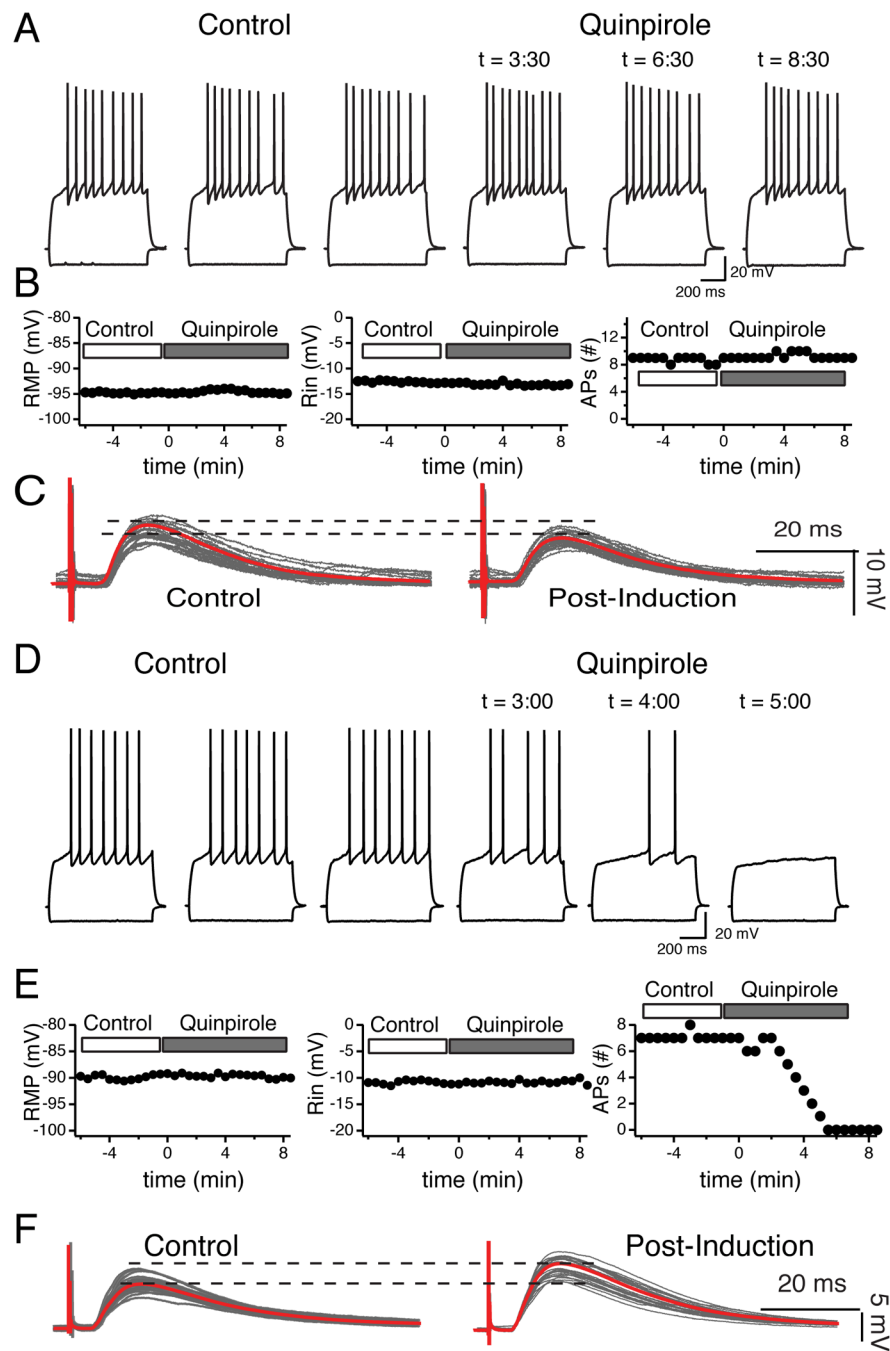 A
Control
Quinpirole
t = 3:30
t = 6:30
t = 8:30
20 mV
200 ms
B
RMP (mV)
-80
-85
-90
-95
-100
Control
Quinpirole
-4
0
4
8
time (min)
Rin (mV)
0
-5
-10
-15
-20
Control
Quinpirole
-4
0
4
8
time (min)
APs (#)
12
8
4
0
Control
Quinpirole
-4
0
4
8
time (min)
C
Control
Post-Induction
20 ms
10 mV
D
Control
Quinpirole
t = 3:00
t = 4:00
t = 5:00
20 mV
200 ms
E
RMP (mV)
-80
-85
-90
-95
-100
Control
Quinpirole
-4
0
4
8
time (min)
Rin (mV)
0
-5
-10
-15
-20
Control
Quinpirole
-4
0
4
8
time (min)
APs (#)
8
6
4
2
0
Control
Quinpirole
-4
0
4
8
time (min)
F
Control
Post-Induction
20 ms
5 mV